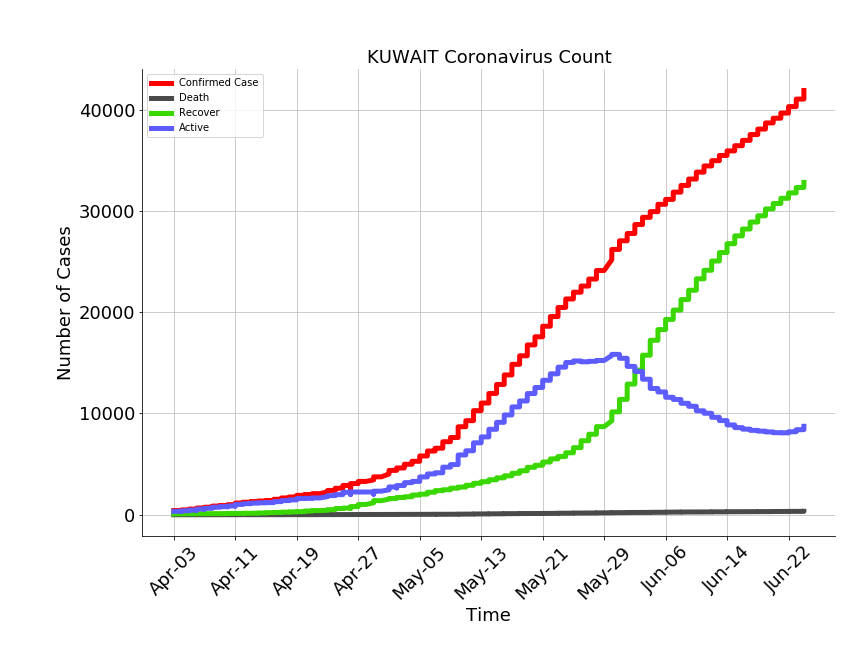 KUWAIT Coronavirus Count
Confirmed Case
Death
Recover
Active
Number of Cases
40000
30000
20000
10000
0
Apr-03
Apr-11
Apr-19
Apr-27
May-05
May-13
May-21
May-29
Jun-06
Jun-14
Jun-22
Time